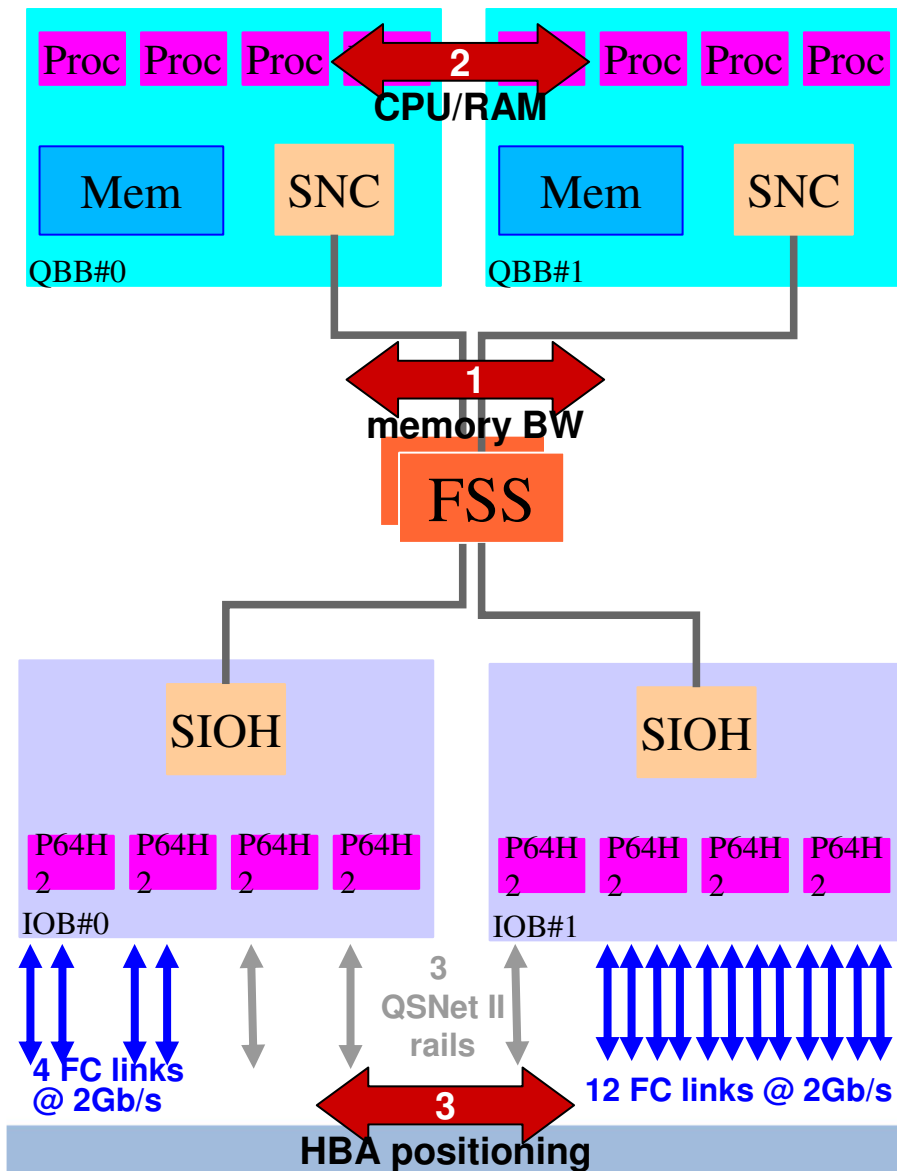 Proc Proc Proc Proc Proc Proc
2
CPU/RAM
Mem SNC Mem SNC
QBB#0 QBB#1
1
memory BW
FSS
SIOH SIOH
P64H P64H P64H P64H P64H P64H P64H P64H
2 2 2 2 2 2 2 2
IOB#0 IOB#1
3
QSNet II
rails
4 FC links
@ 2Gb/s
12 FC links @ 2Gb/s
3
HBA positioning